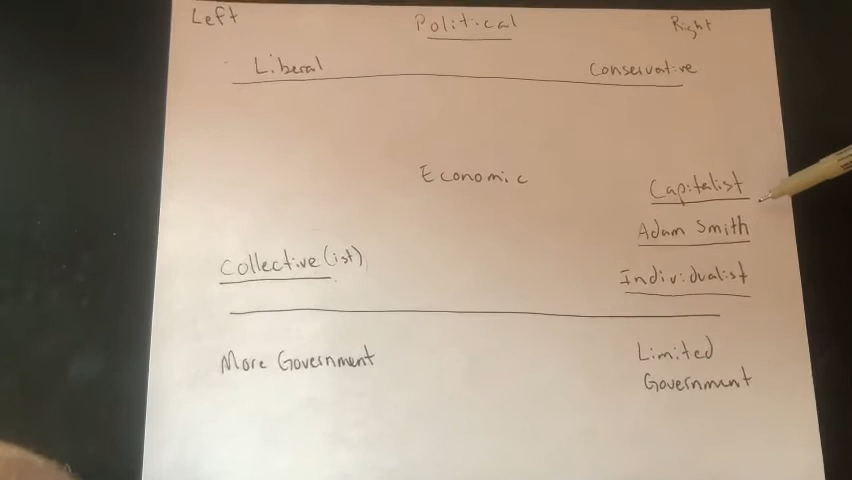 Left Political Right
Liberal Conservative
Economic Capitalist
Adam Smith
Collective(ist) Individualist
More Government Limited
Government